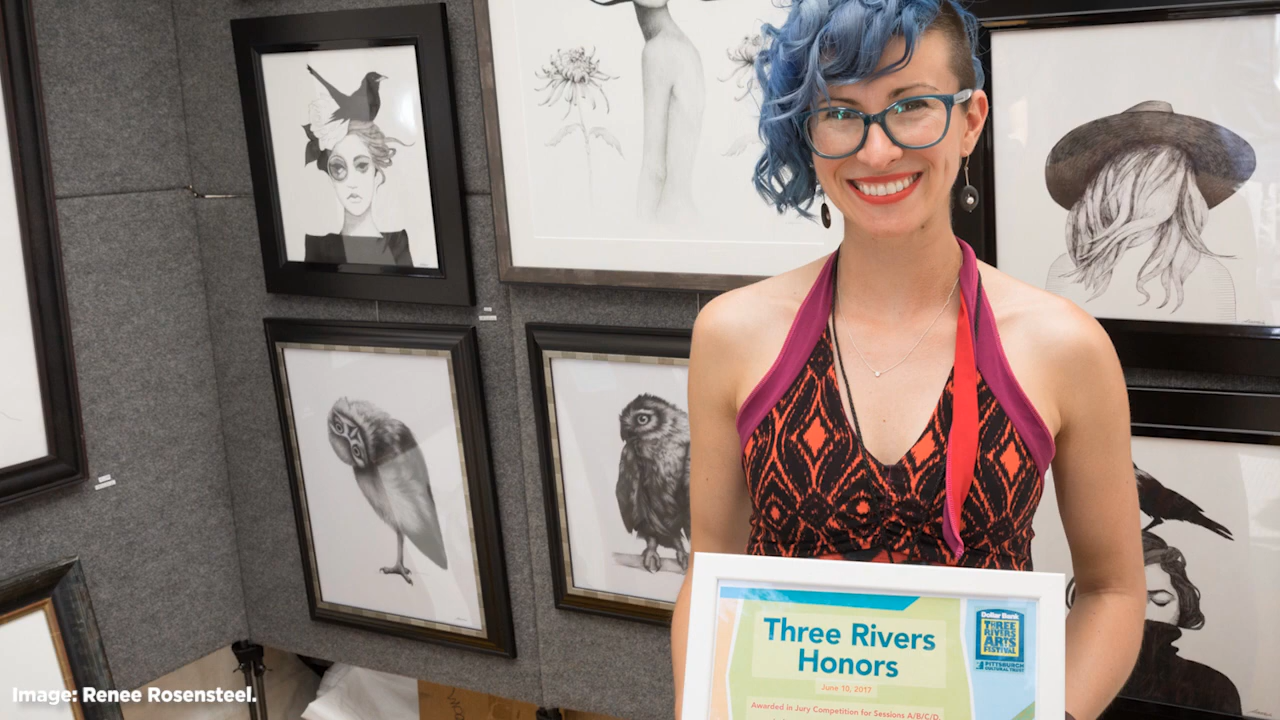 Three Rivers
Honors
June 10, 2017
Awarded in Jury Competition for Sessions A/B/C/D.
Dollar Bank
THREE
RIVERS
ARTS
FESTIVAL
PITTSBURGH
CULTURAL TRUST
Image: Renee Rosensteel.